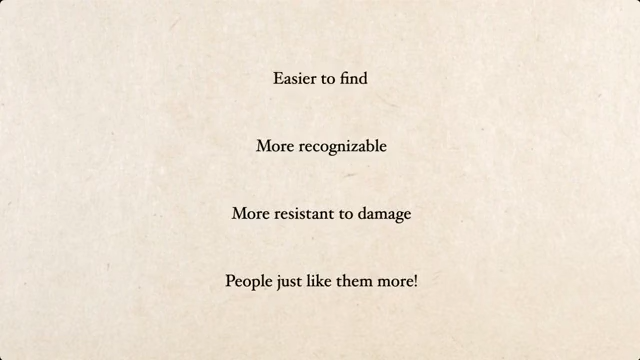 Easier to find
More recognizable
More resistant to damage
People just like them more!